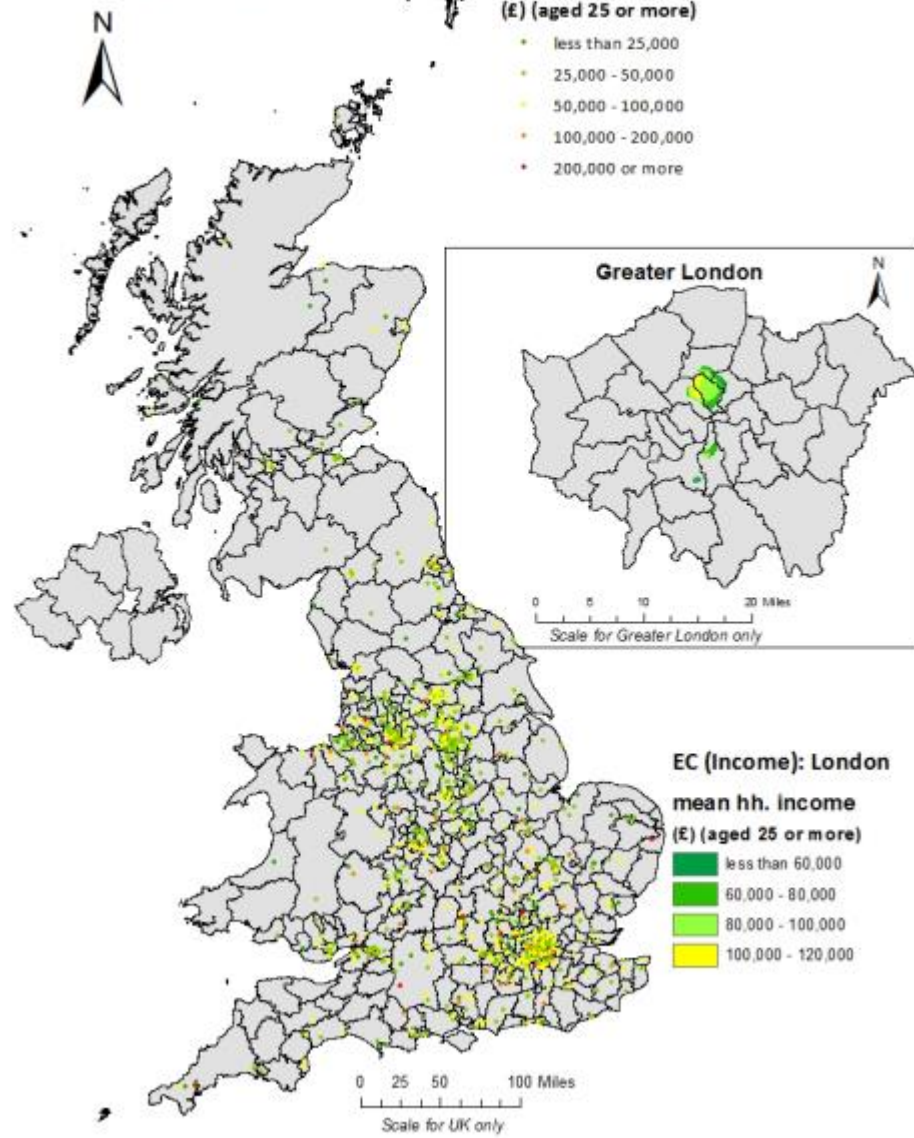 (£) (aged 25 or more)
less than 25,000
25,000 - 50,000
50,000 - 100,000
100,000 - 200,000
200,000 or more
N
Greater London
N
0 5 10 20 Miles
Scale for Greater London only
EC (Income): London
mean hh. income
(£) (aged 25 or more)
less than 60,000
60,000 - 80,000
80,000 - 100,000
100,000 - 120,000
0 25 50 100 Miles
Scale for UK only